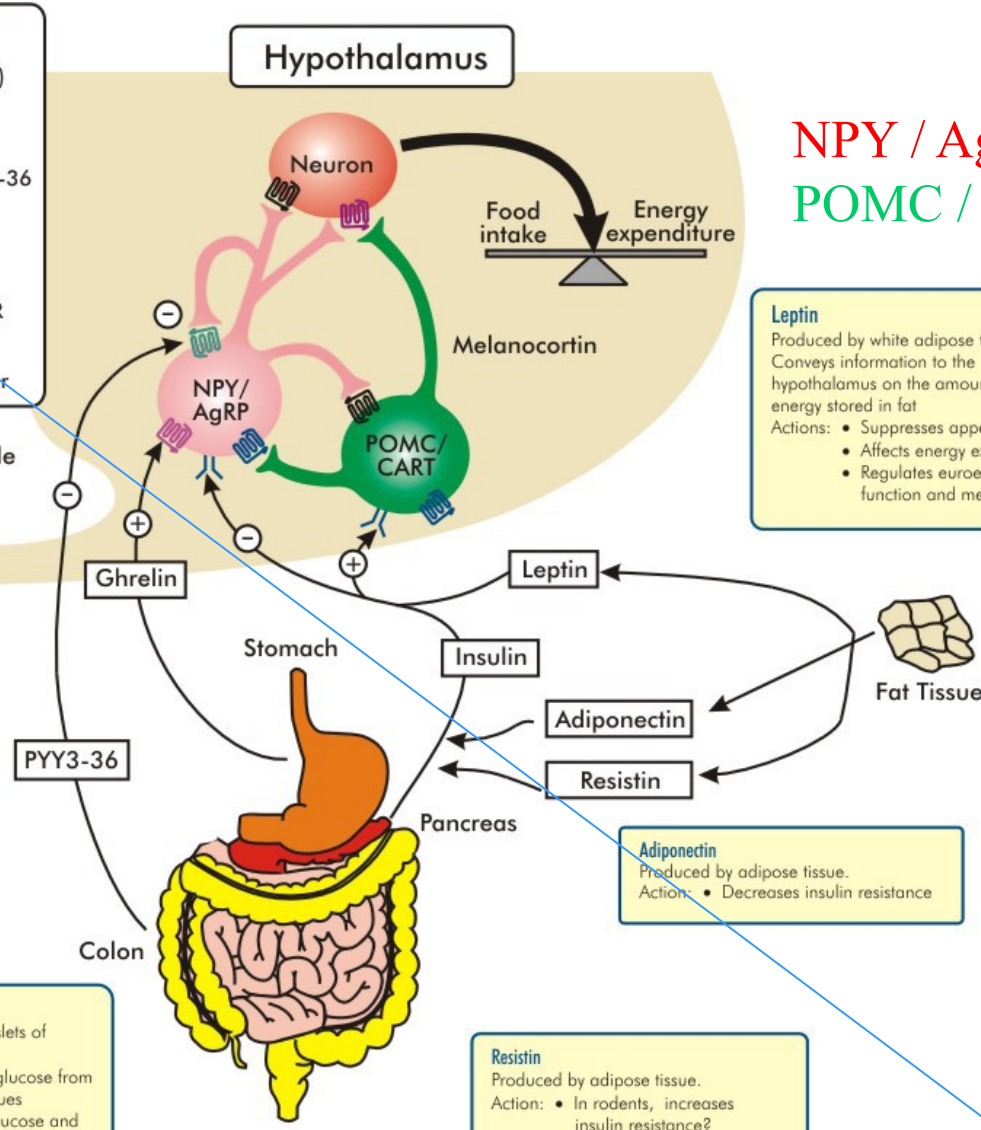 Hypothalamus
)
-36
R
r
le
Neuron
Food
intake
Energy
expenditure
NPY / Ag
POMC /
Melanocortin
NPY/
AgRP
POMC/
CART
−
−
+
−
+
Leptin
Produced by white adipose t
Conveys information to the
hypothalamus on the amou
energy stored in fat
Actions: • Suppresses appe
• Affects energy e
• Regulates euroe
function and me
Ghrelin
Leptin
Stomach
Insulin
Fat Tissue
Adiponectin
PYY3-36
Resistin
Pancreas
Adiponectin
Produced by adipose tissue.
Action: • Decreases insulin resistance
Colon
slets of
glucose from
ues
ucose and
Resistin
Produced by adipose tissue.
Action: • In rodents, increases
insulin resistance?